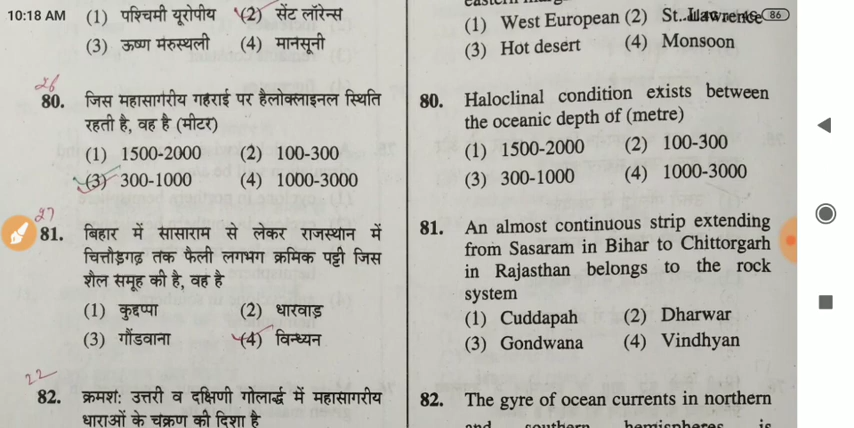 10:18 AM
86
(1) पश्चिमी यूरोपीय (2) सेंट लॉरेन्स
(3) ऊष्ण मरुस्थली (4) मानसूनी
80. जिस महासागरीय गहराई पर हैलोक्लाइनल स्थिति
रहती है, वह है (मीटर)
(1) 1500-2000 (2) 100-300
(3) 300-1000 (4) 1000-3000
27
81. बिहार में सासाराम से लेकर राजस्थान में
चित्तौड़गढ़ तक फैली लगभग क्रमिक पट्टी जिस
शैल समूह की है, वह है
(1) कुद्दप्पा (2) धारवाड़
(3) गौंडवाना (4) विन्ध्यन
22
82. क्रमशः उत्तरी व दक्षिणी गोलार्द्ध में महासागरीय
धाराओं के चक्रण की दिशा है
(1) West European (2) St. Lawrence
(3) Hot desert (4) Monsoon
80. Haloclinal condition exists between
the oceanic depth of (metre)
(1) 1500-2000 (2) 100-300
(3) 300-1000 (4) 1000-3000
81. An almost continuous strip extending
from Sasaram in Bihar to Chittorgarh
in Rajasthan belongs to the rock
system
(1) Cuddapah (2) Dharwar
(3) Gondwana (4) Vindhyan
82. The gyre of ocean currents in northern
and southern hemispheres is